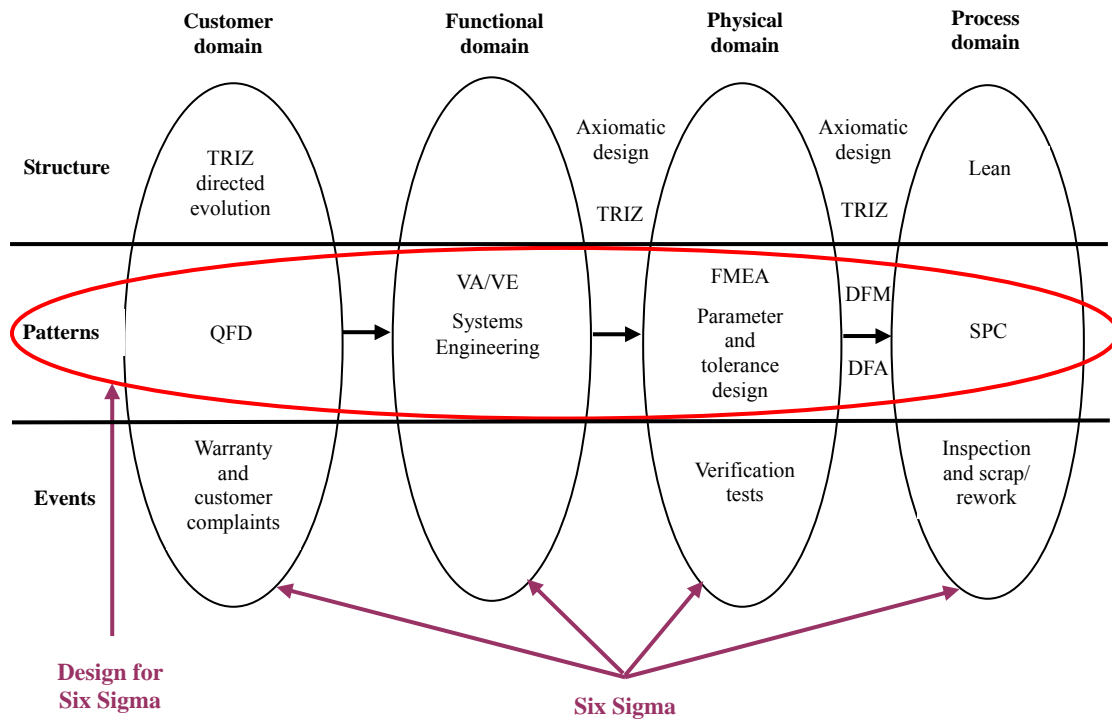 Customer
domain
Functional
domain
Physical
domain
Process
domain
Structure
TRIZ
directed
evolution
Axiomatic
design
TRIZ
Axiomatic
design
TRIZ
Lean
Patterns
QFD
VA/VE
Systems
Engineering
FMEA
Parameter
and
tolerance
design
DFM
DFA
SPC
Events
Warranty
and
customer
complaints
Verification
tests
Inspection
and scrap/
rework
Design for
Six Sigma
Six Sigma